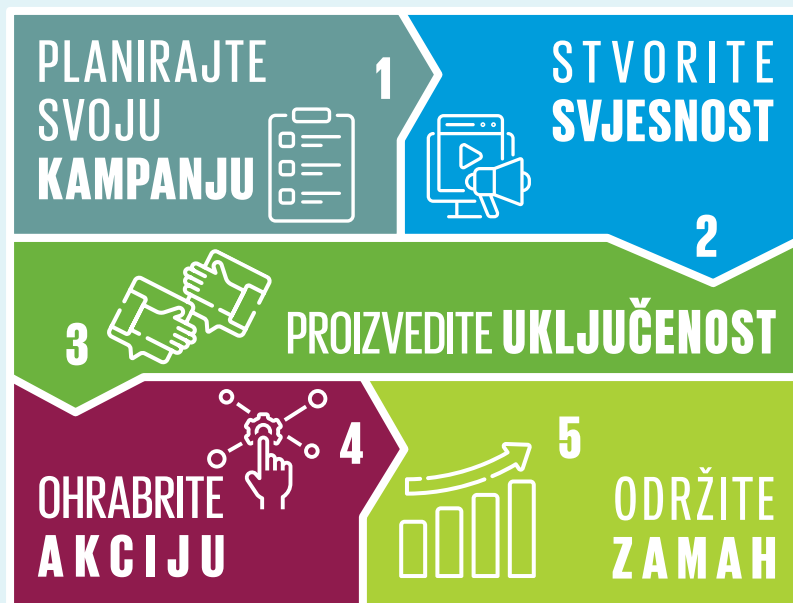 PLANIRAJTE
SVOJU
KAMPANJU
1
STVORITE
SVJESNOST
2
3
PROIZVEDITE UKLJUČENOST
OHRABRITE
AKCIJU
4
5
ODRŽITE
ZAMAH